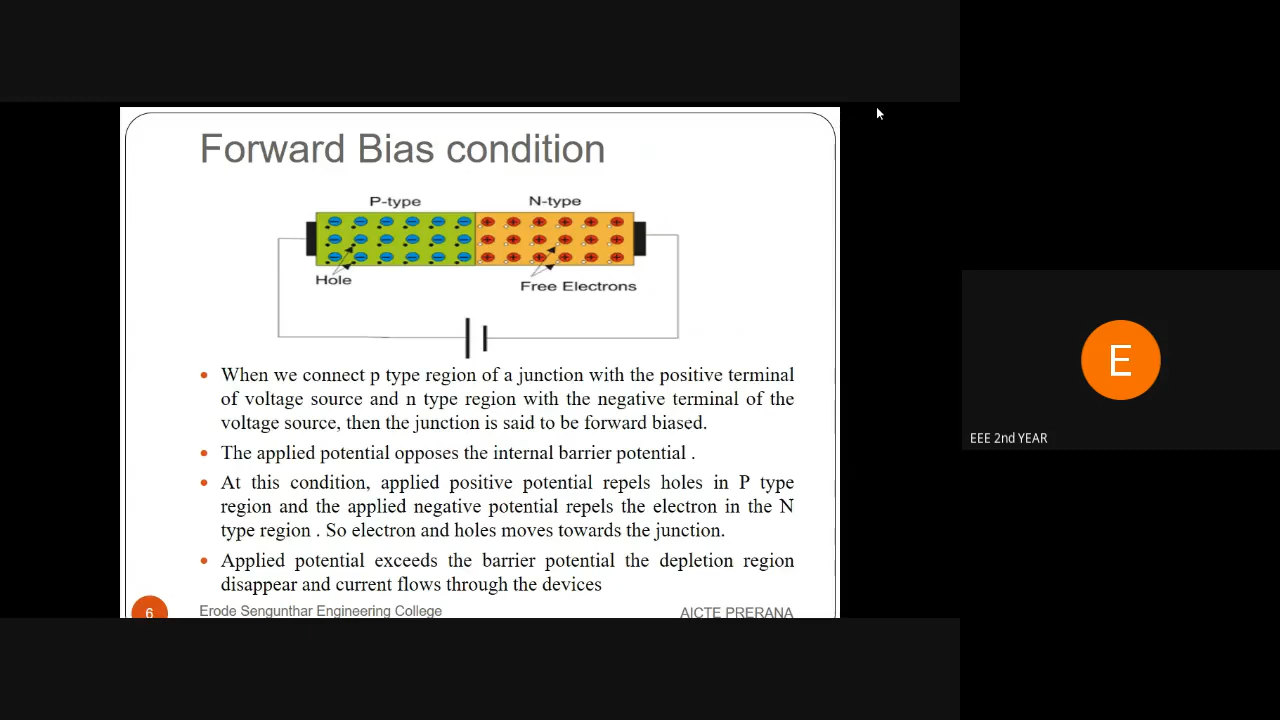 Forward Bias condition
P-type
N-type
Hole
Free Electrons
• When we connect p type region of a junction with the positive terminal
of voltage source and n type region with the negative terminal of the
voltage source, then the junction is said to be forward biased.
• The applied potential opposes the internal barrier potential .
• At this condition, applied positive potential repels holes in P type
region and the applied negative potential repels the electron in the N
type region . So electron and holes moves towards the junction.
• Applied potential exceeds the barrier potential the depletion region
disappear and current flows through the devices
6
Erode Sengunthar Engineering College
AICTE PRERANA
E
EEE 2nd YEAR